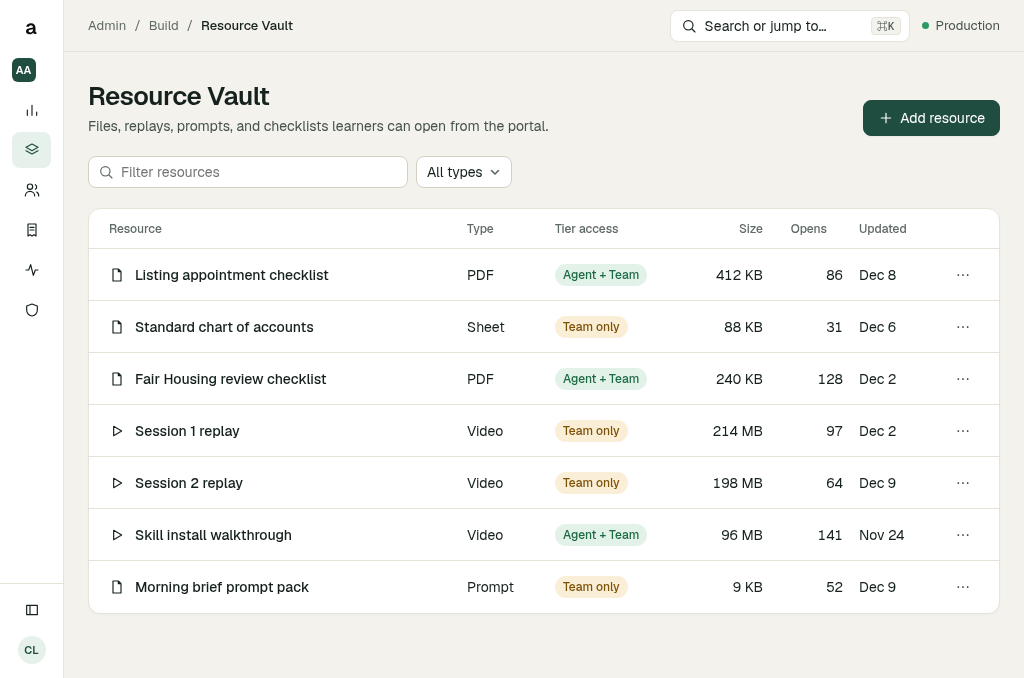 a
Admin / Build / Resource Vault
Search or jump to... ⌘K
Production
AA
Resource Vault
Files, replays, prompts, and checklists learners can open from the portal.
Add resource
Filter resources
All types
Resource Type Tier access Size Opens Updated
Listing appointment checklist PDF Agent + Team 412 KB 86 Dec 8 ...
Standard chart of accounts Sheet Team only 88 KB 31 Dec 6 ...
Fair Housing review checklist PDF Agent + Team 240 KB 128 Dec 2 ...
Session 1 replay Video Team only 214 MB 97 Dec 2 ...
Session 2 replay Video Team only 198 MB 64 Dec 9 ...
Skill install walkthrough Video Agent + Team 96 MB 141 Nov 24 ...
Morning brief prompt pack Prompt Team only 9 KB 52 Dec 9 ...
CL